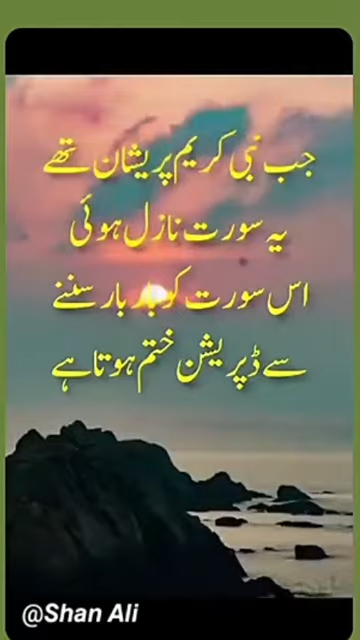 جب نبی کریم پریشان تھے
یہ سورت نازل ہوئی
اس سورت کو بار بار سننے
سے ڈپریشن ختم ہوتا ہے
@Shan Ali